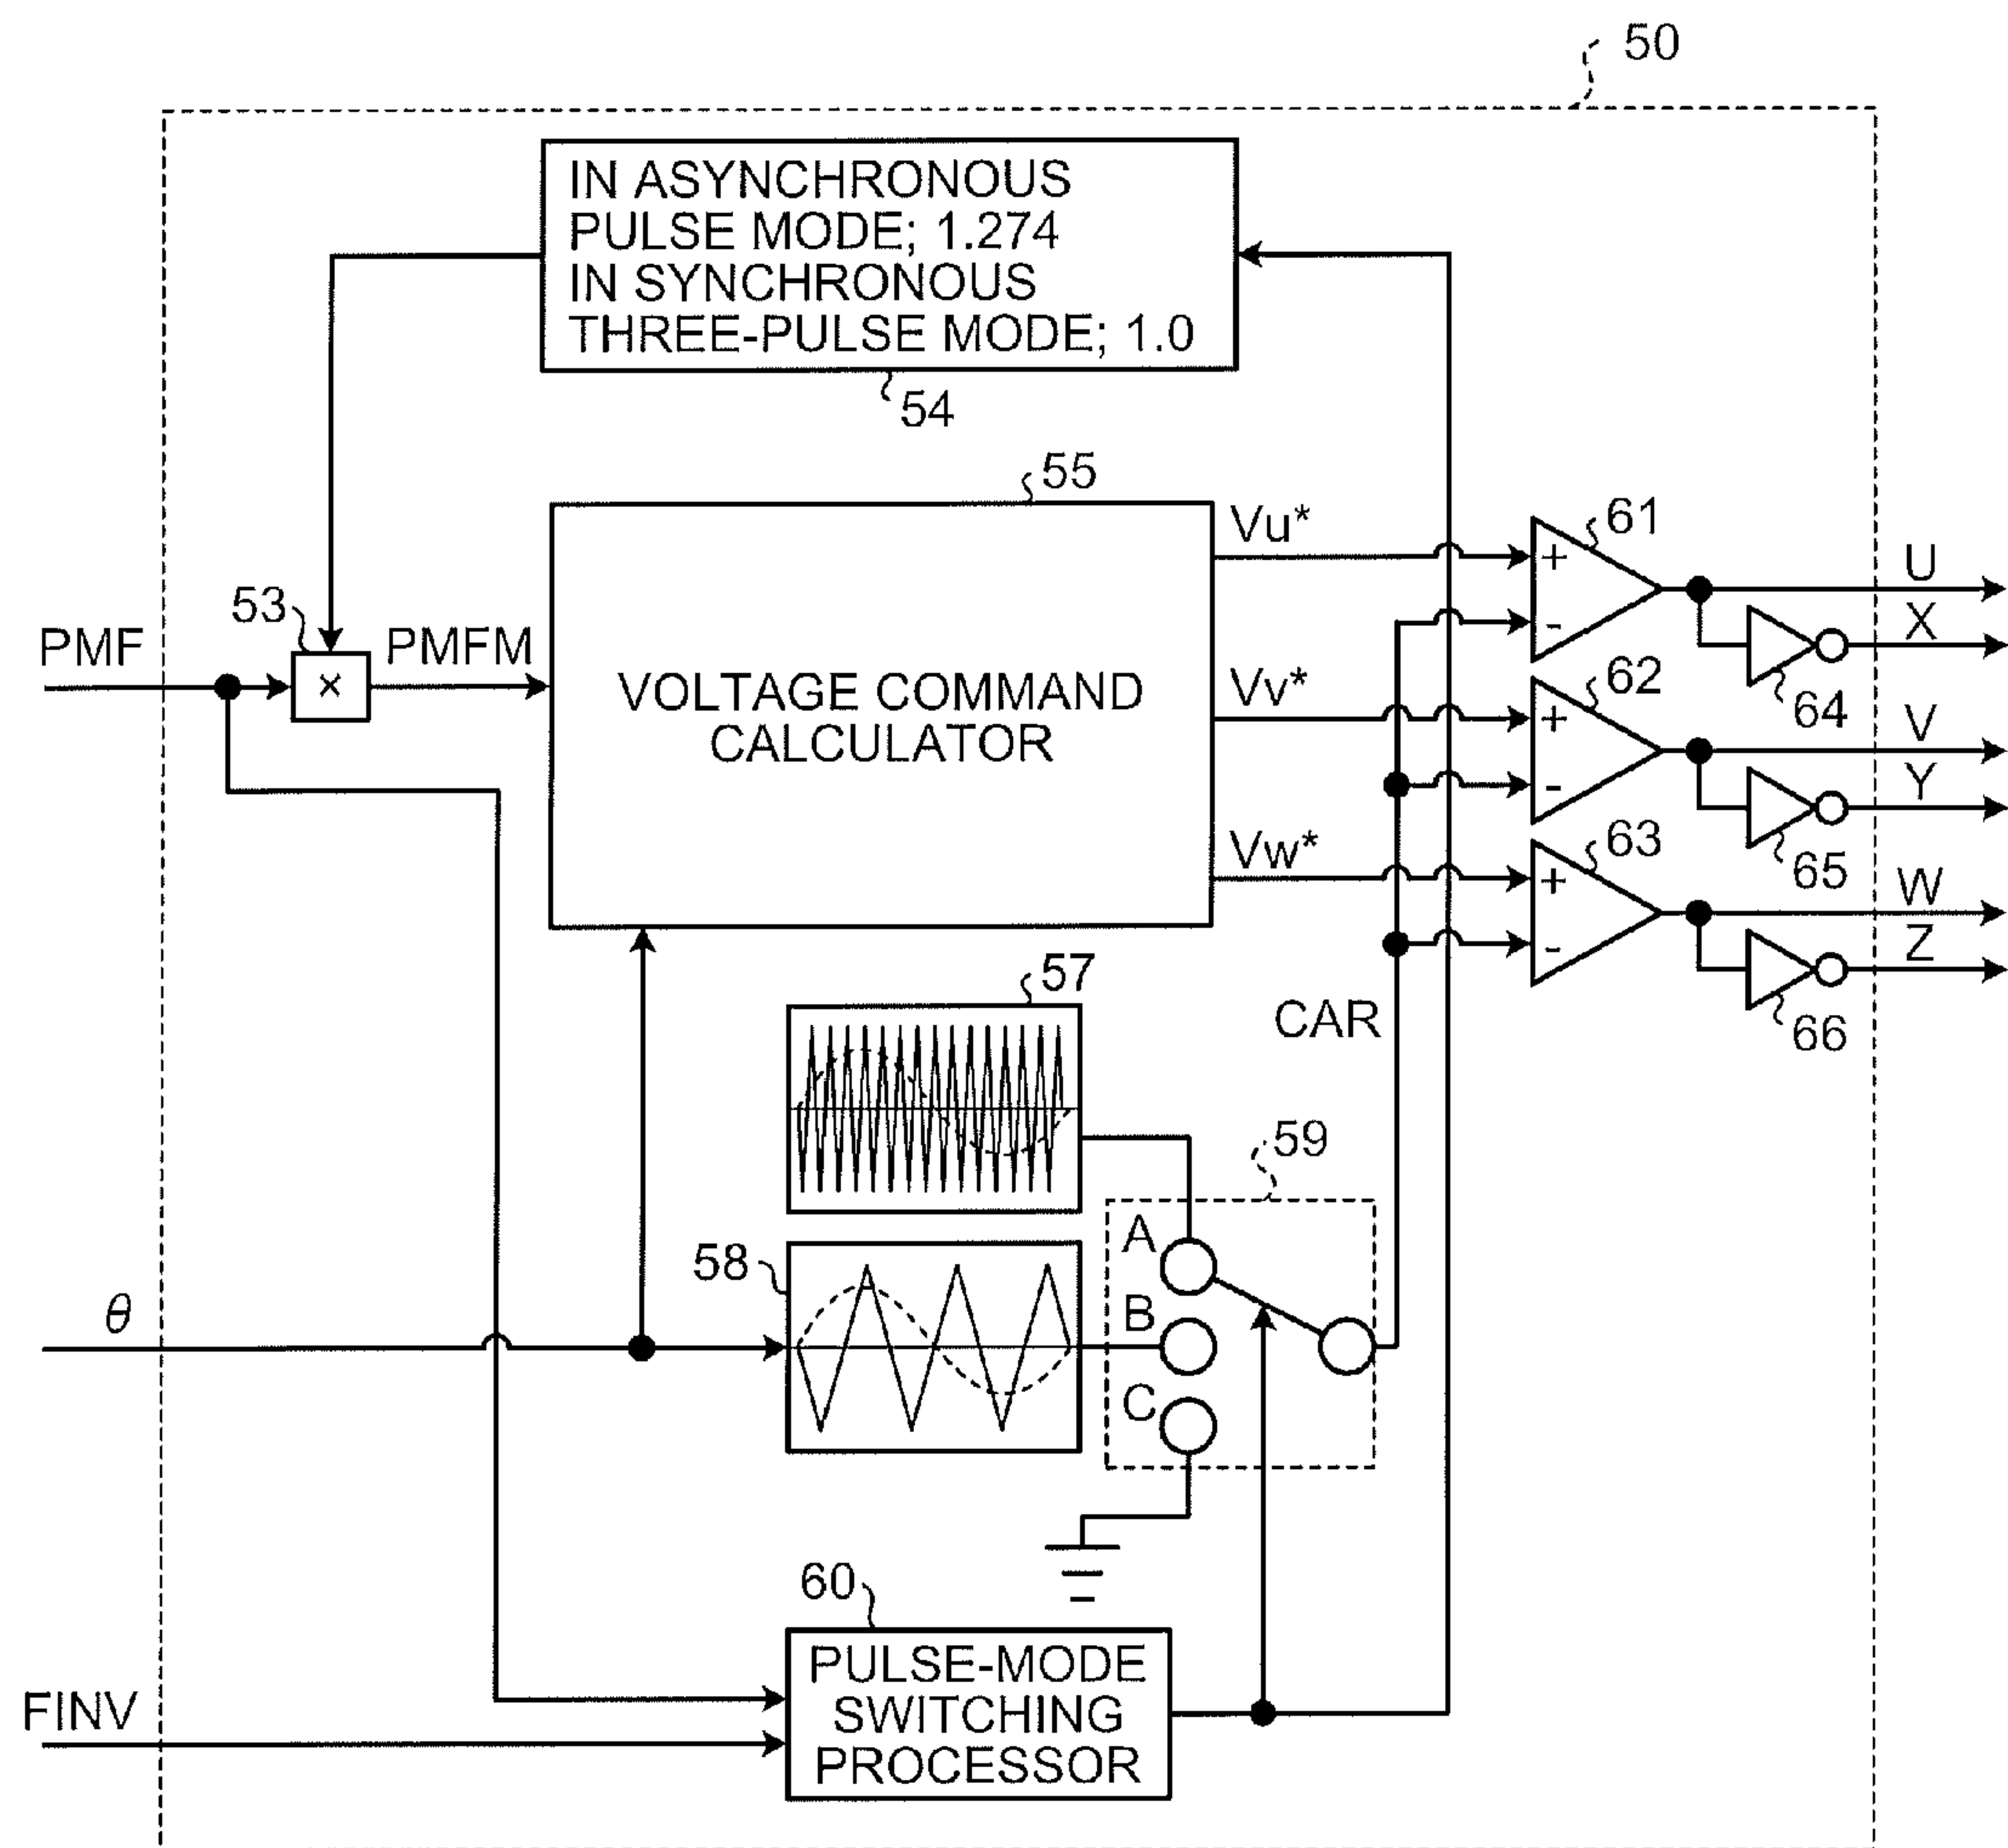 50
IN ASYNCHRONOUS
PULSE MODE; 1.274
IN SYNCHRONOUS
THREE-PULSE MODE; 1.0
54
55
Vu*
61
U
53
PMF
×
PMFM
+
-
X
64
VOLTAGE COMMAND
CALCULATOR
Vv*
62
+
-
V
Y
65
Vw*
63
+
-
W
Z
66
57
CAR
59
58
A
B
C
θ
60
PULSE-MODE
SWITCHING
PROCESSOR
FINV